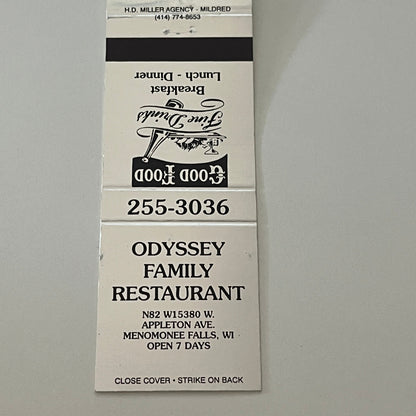 H.D. MILLER AGENCY - MILDRED
(414) 774-8653
GOOD FOOD
Fine Drinks
Breakfast
Lunch - Dinner
255-3036
ODYSSEY
FAMILY
RESTAURANT
N82 W15380 W.
APPLETON AVE.
MENOMONEE FALLS, WI
OPEN 7 DAYS
CLOSE COVER • STRIKE ON BACK